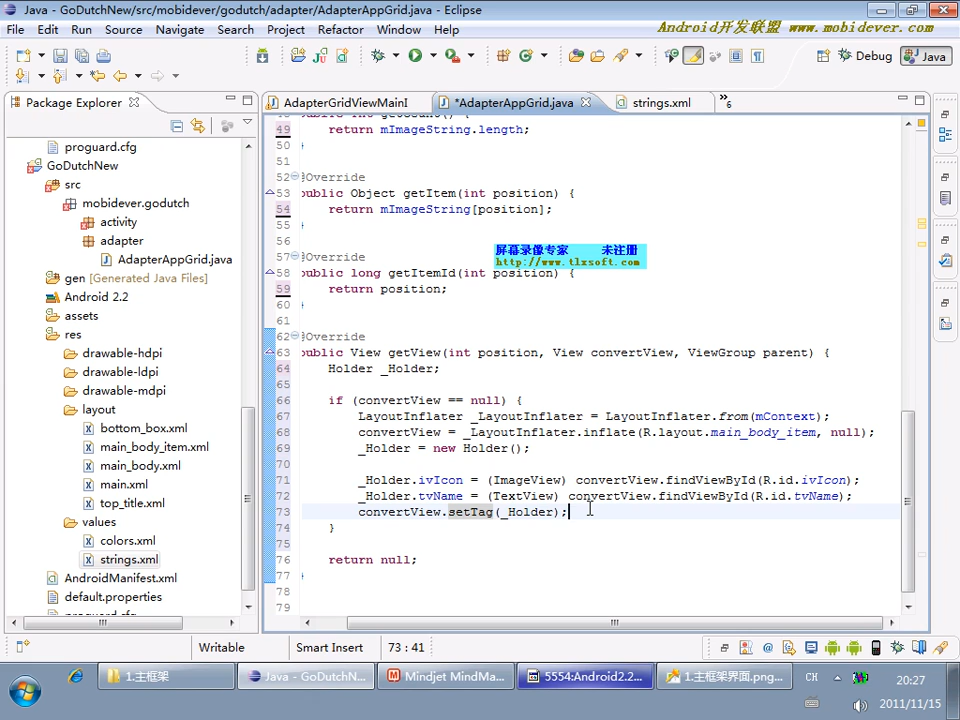 Java - GoDutchNew/src/mobidever/godutch/adapter/AdapterAppGrid.java - Eclipse
File Edit Run Source Navigate Search Project Refactor Window Help
Android开发联盟 www.mobidever.com
Debug Java
Package Explorer
AdapterGridViewMainI *AdapterAppGrid.java strings.xml »6
proguard.cfg
GoDutchNew
src
mobidever.godutch
activity
adapter
AdapterAppGrid.java
gen [Generated Java Files]
Android 2.2
assets
res
drawable-hdpi
drawable-ldpi
drawable-mdpi
layout
bottom_box.xml
main_body_item.xml
main_body.xml
main.xml
top_title.xml
values
colors.xml
strings.xml
AndroidManifest.xml
default.properties
proguard.cfg
49 return mImageString.length;
50
51
52 @Override
53 public Object getItem(int position) {
54 return mImageString[position];
55
56
屏幕录像专家 未注册
http://www.tlxsoft.com
57 @Override
58 public long getItemId(int position) {
59 return position;
60
61
62 @Override
63 public View getView(int position, View convertView, ViewGroup parent) {
64 Holder _Holder;
65
66 if (convertView == null) {
67 LayoutInflater _LayoutInflater = LayoutInflater.from(mContext);
68 convertView = _LayoutInflater.inflate(R.layout.main_body_item, null);
69 _Holder = new Holder();
70
71 _Holder.ivIcon = (ImageView) convertView.findViewById(R.id.ivIcon);
72 _Holder.tvName = (TextView) convertView.findViewById(R.id.tvName);
73 convertView.setTag(_Holder);
74 }
75
76 return null;
77
78
79
Writable Smart Insert 73 : 41
1.主框架 Java - GoDutchN... Mindjet MindMa... 5554:Android2.2... 1.主框架界面.png... CH 20:27
2011/11/15